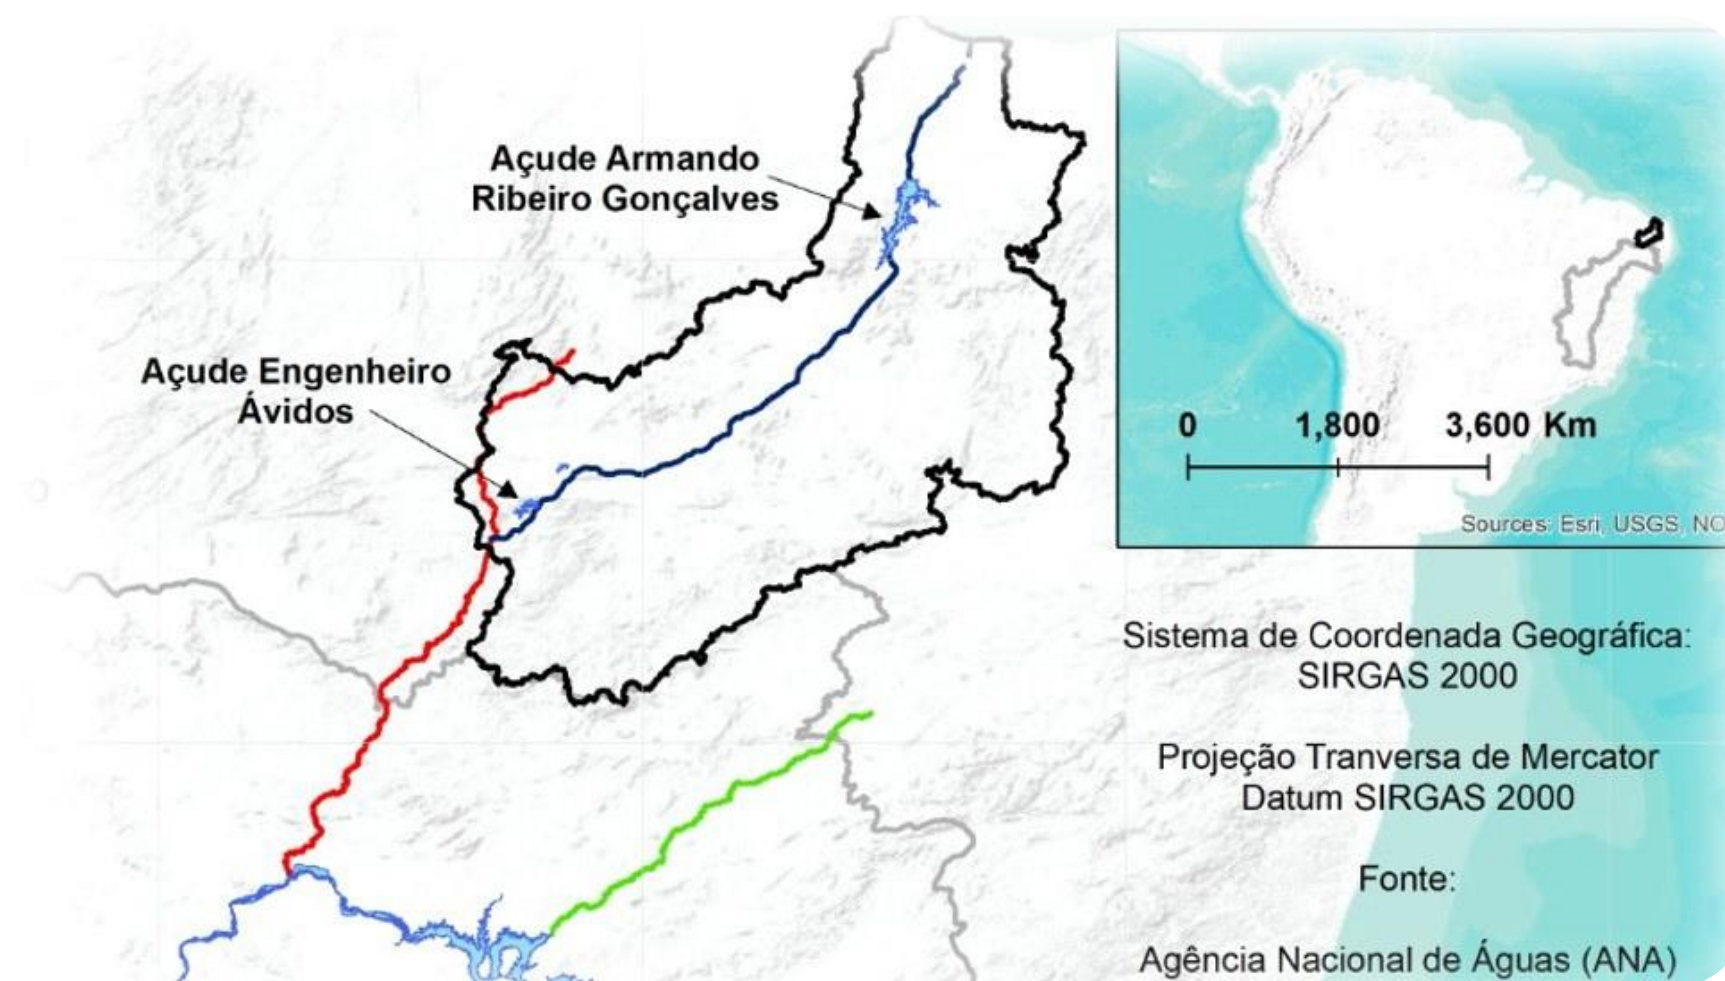 Açude Armando
Ribeiro Gonçalves
Açude Engenheiro
Ávidos
0 1,800 3,600 Km
Sources: Esri, USGS, NO
Sistema de Coordenada Geográfica:
SIRGAS 2000
Projeção Tranversa de Mercator
Datum SIRGAS 2000
Fonte:
Agência Nacional de Águas (ANA)